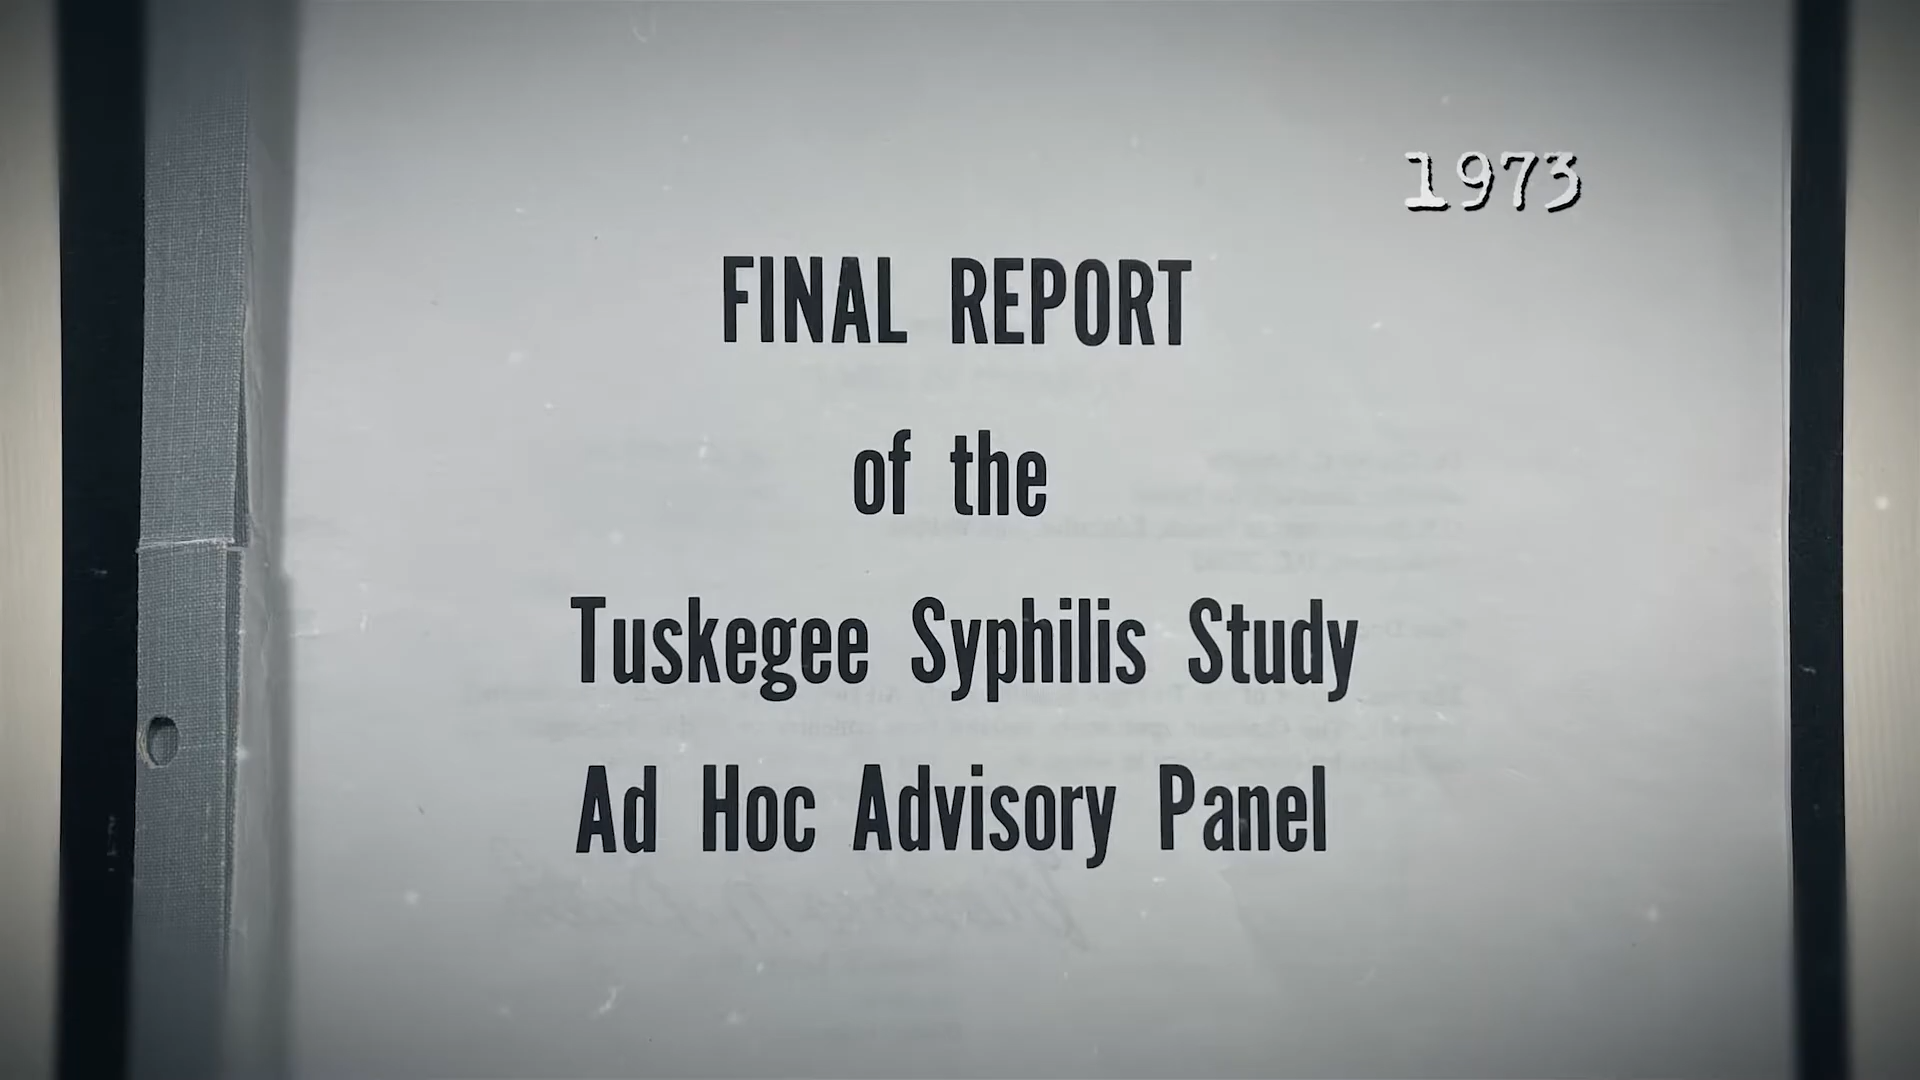 1973
FINAL REPORT
of the
Tuskegee Syphilis Study
Ad Hoc Advisory Panel